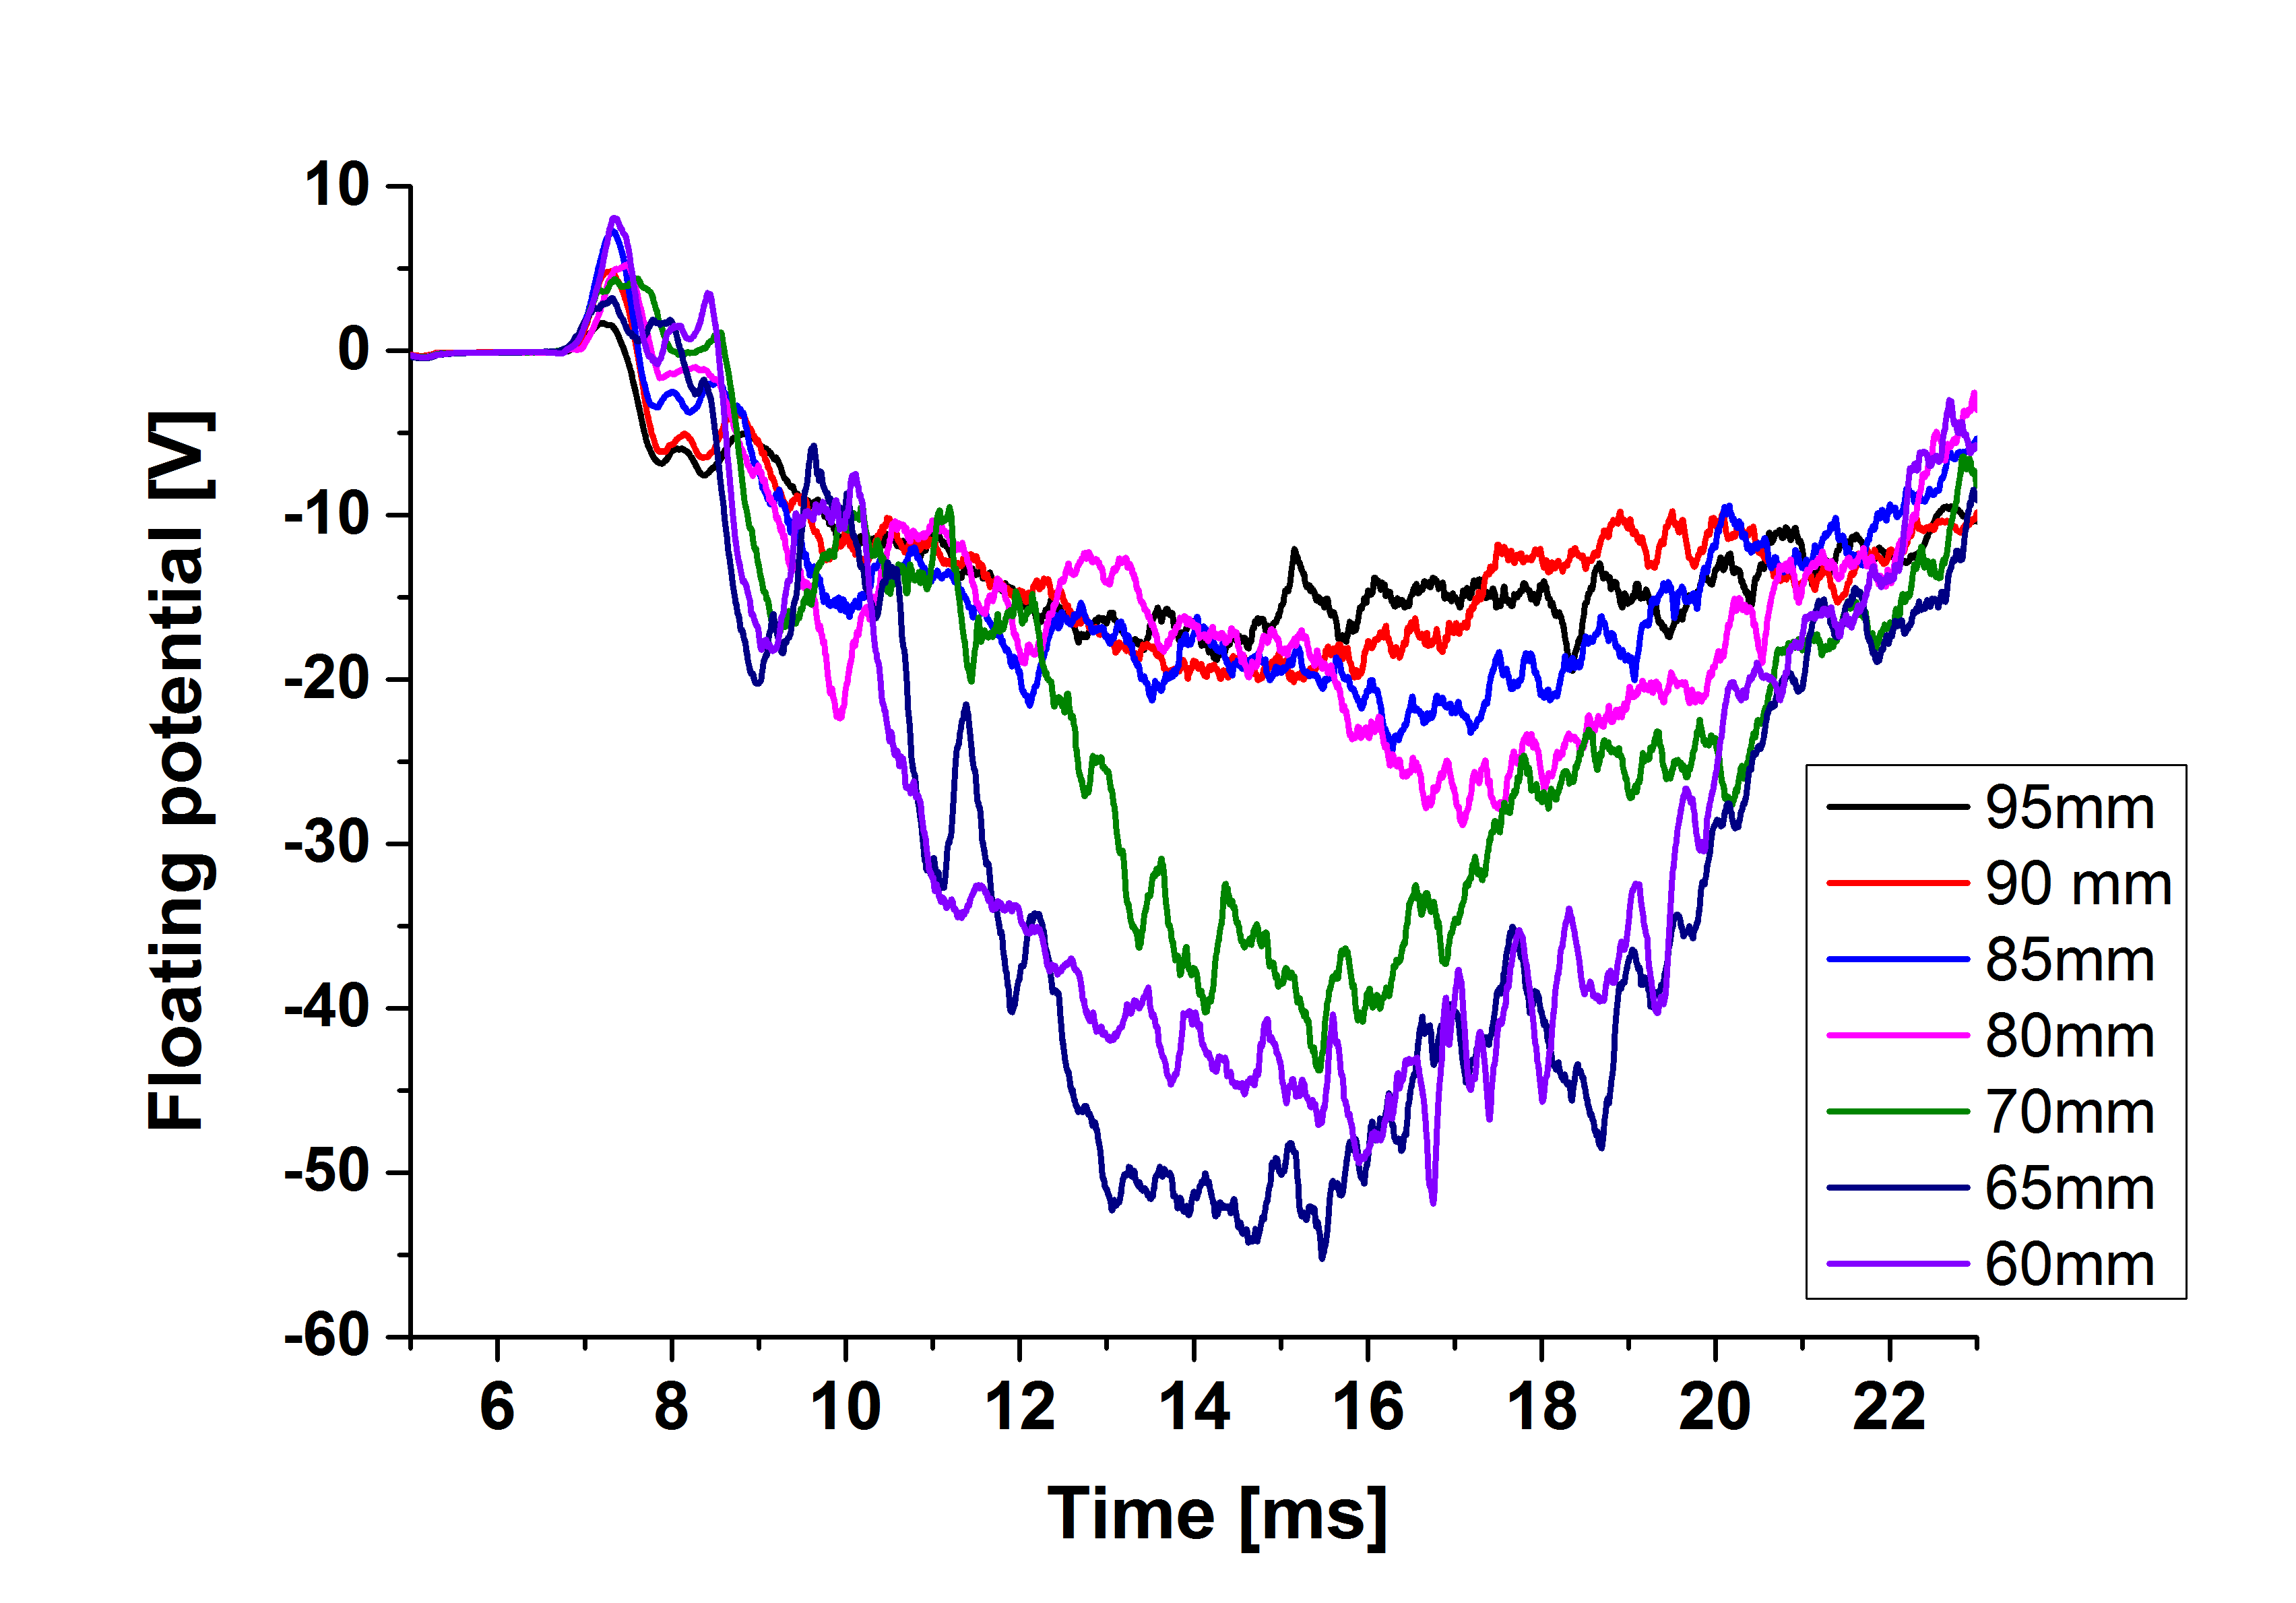 Floating potential [V]
10
0
-10
-20
-30
-40
-50
-60
6 8 10 12 14 16 18 20 22
Time [ms]
95mm
90 mm
85mm
80mm
70mm
65mm
60mm